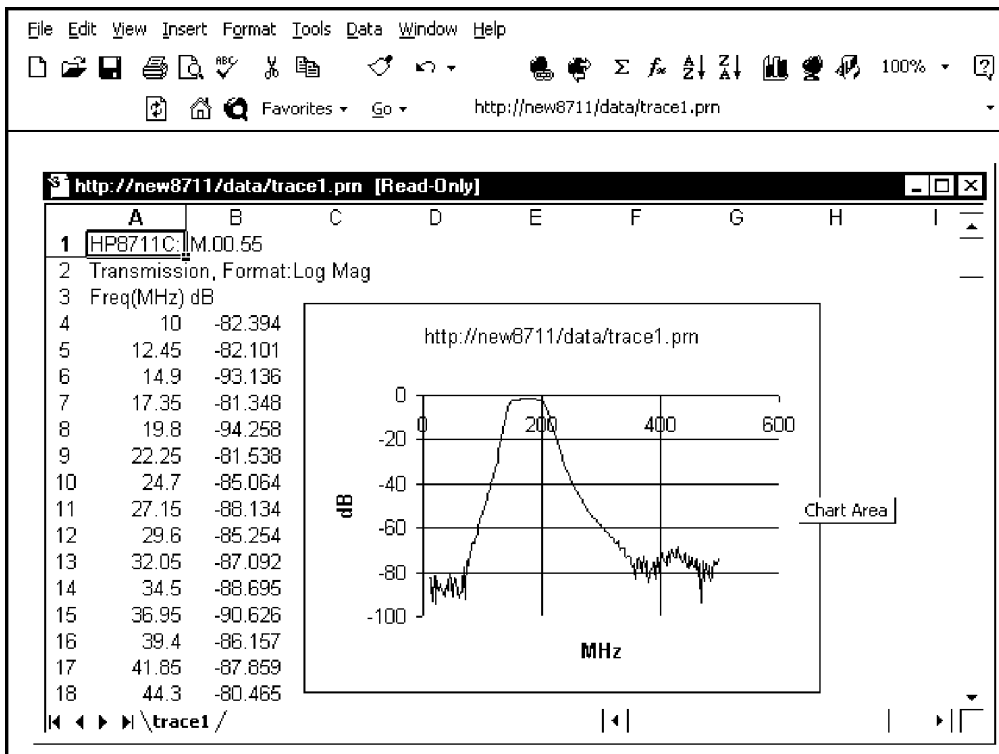 File Edit View Insert Format Tools Data Window Help
ABC Σ fx A Z Z A 100% ?
Favorites Go http://new8711/data/trace1.prn
http://new8711/data/trace1.prn [Read-Only]
A B C D E F G H I
1 HP8711C: M.00.55
2 Transmission, Format:Log Mag
3 Freq(MHz) dB
4 10 -82.394
5 12.45 -82.101
6 14.9 -93.136
7 17.35 -81.348
8 19.8 -94.258
9 22.25 -81.538
10 24.7 -85.064
11 27.15 -88.134
12 29.6 -85.254
13 32.05 -87.092
14 34.5 -88.695
15 36.95 -90.626
16 39.4 -86.157
17 41.85 -87.859
18 44.3 -80.465
http://new8711/data/trace1.prn
0
-20
-40
-60
-80
-100
0 200 400 600
dB
MHz
Chart Area
trace1